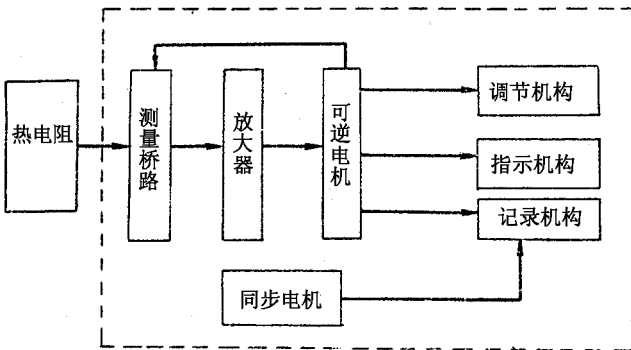 热电阻
测量桥路
放大器
可逆电机
调节机构
指示机构
记录机构
同步电机